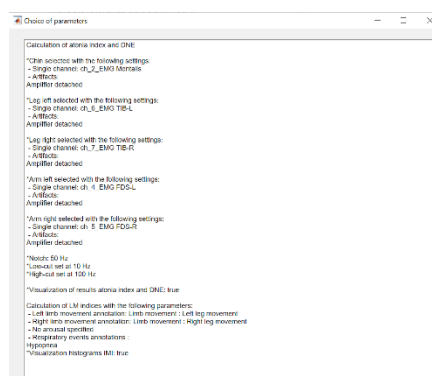 Choice of parameters
Calculation of atonia index and DNE
*Chin selected with the following settings:
- Single channel: ch_2_EMG Mentalis
- Artifacts:
Amplifier detached
*Leg left selected with the following settings:
- Single channel: ch_6_EMG TIB-L
- Artifacts:
Amplifier detached
*Leg right selected with the following settings:
- Single channel: ch_7_EMG TIB-R
- Artifacts:
Amplifier detached
*Arm left selected with the following settings:
- Single channel: ch_4_EMG FDS-L
- Artifacts:
Amplifier detached
*Arm right selected with the following settings:
- Single channel: ch_5_EMG FDS-R
- Artifacts:
Amplifier detached
*Notch: 50 Hz
*Low-cut set at 10 Hz
*High-cut set at 100 Hz
*Visualization of results atonia index and DNE: true
Calculation of LM indices with the following parameters:
- Left limb movement annotation: Limb movement : Left leg movement
- Right limb movement annotation: Limb movement : Right leg movement
- No arousal specified
- Respiratory events annotations :
Hypopnea
*Visualization histograms IMI: true